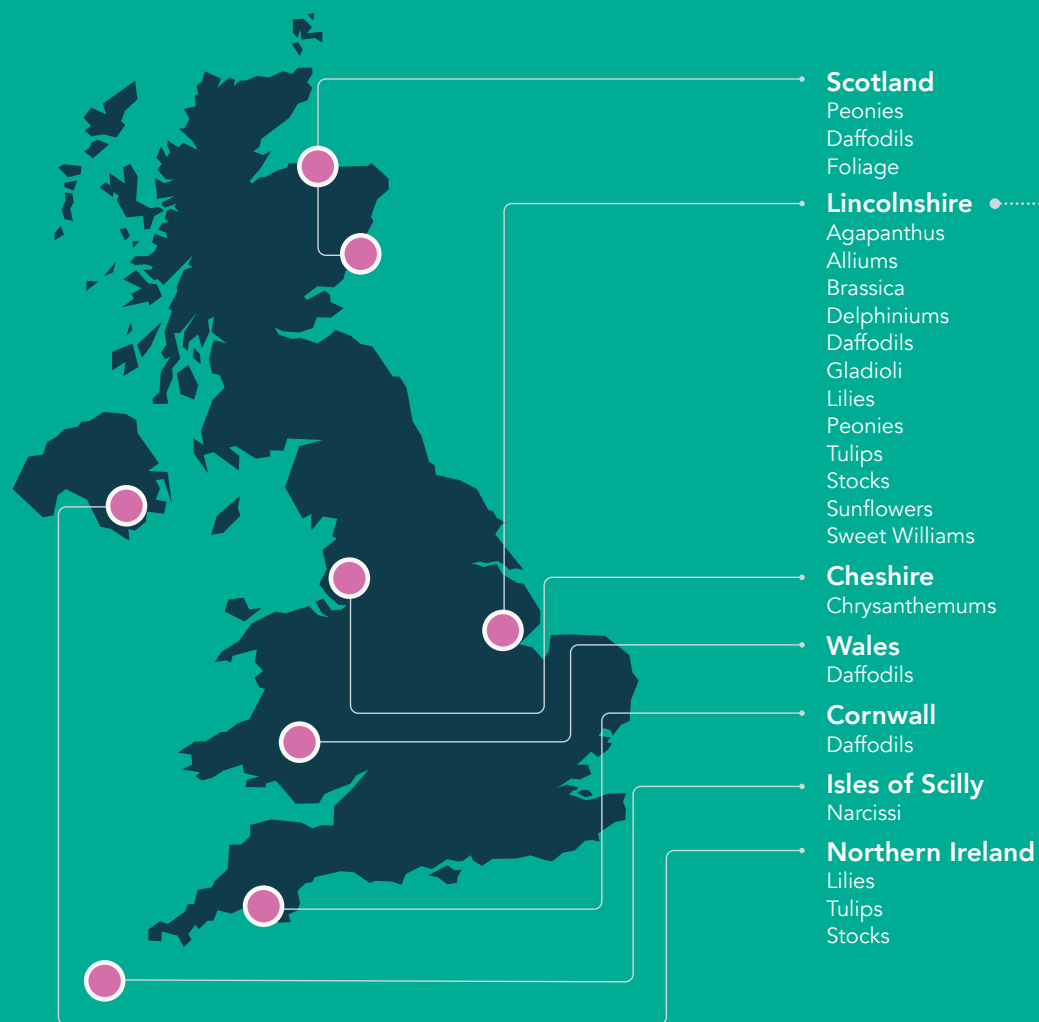 Scotland
Peonies
Daffodils
Foliage
Lincolnshire
Agapanthus
Alliums
Brassica
Delphiniums
Daffodils
Gladioli
Lilies
Peonies
Tulips
Stocks
Sunflowers
Sweet Williams
Cheshire
Chrysanthemums
Wales
Daffodils
Cornwall
Daffodils
Isles of Scilly
Narcissi
Northern Ireland
Lilies
Tulips
Stocks